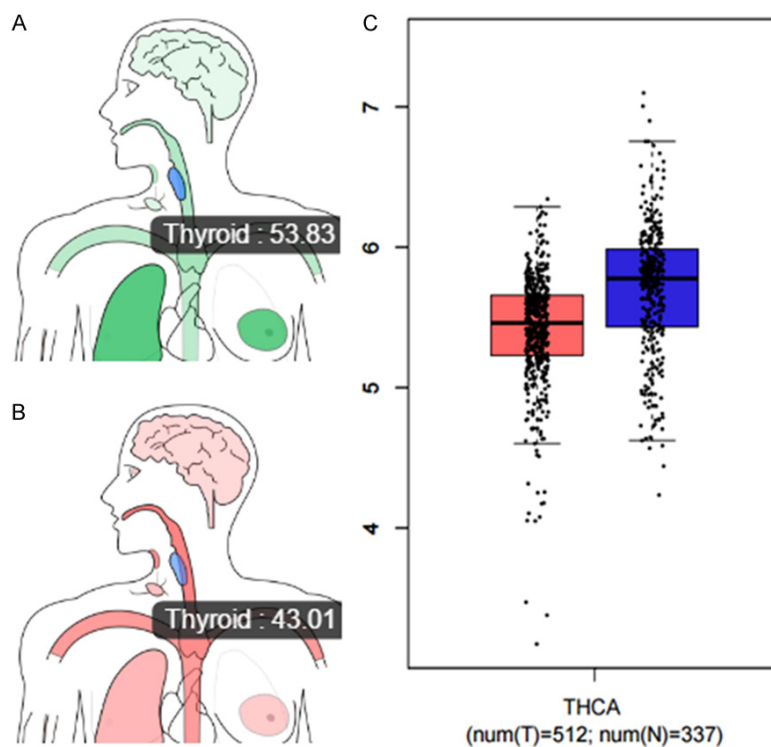 A
Thyroid : 53.83
B
Thyroid : 43.01
C
7
6
5
4
THCA
(num(T)=512; num(N)=337)